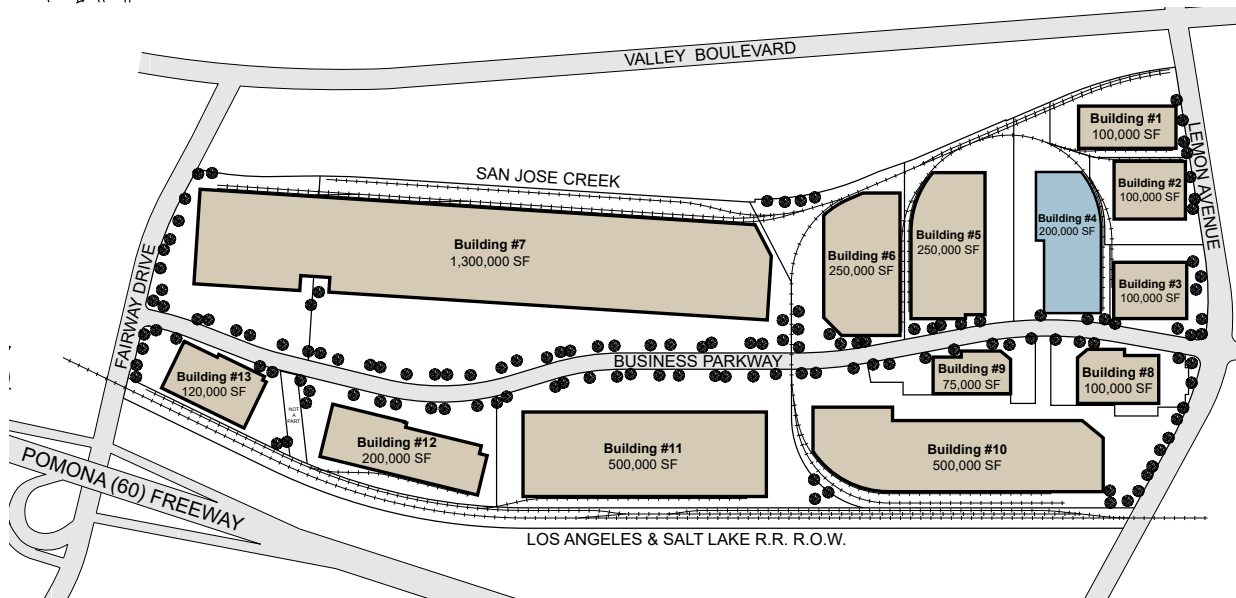 VALLEY BOULEVARD
LEMON AVENUE
Building #1
100,000 SF
Building #2
100,000 SF
SAN JOSE CREEK
Building #4
200,000 SF
Building #5
250,000 SF
Building #6
250,000 SF
Building #7
1,300,000 SF
Building #3
100,000 SF
FAIRWAY DRIVE
BUSINESS PARKWAY
Building #8
100,000 SF
Building #9
75,000 SF
Building #13
120,000 SF
NOT
A
PART
Building #12
200,000 SF
Building #11
500,000 SF
Building #10
500,000 SF
POMONA (60) FREEWAY
LOS ANGELES & SALT LAKE R.R. R.O.W.